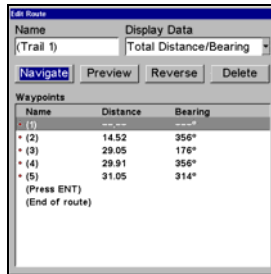 Edit Route
Name Display Data
(Trail 1) Total Distance/Bearing
Navigate Preview Reverse Delete
Waypoints
Name Distance Bearing
(1) --.-- ---°
(2) 14.52 356°
(3) 29.05 176°
(4) 29.91 356°
(5) 31.05 314°
(Press ENT)
(End of route)